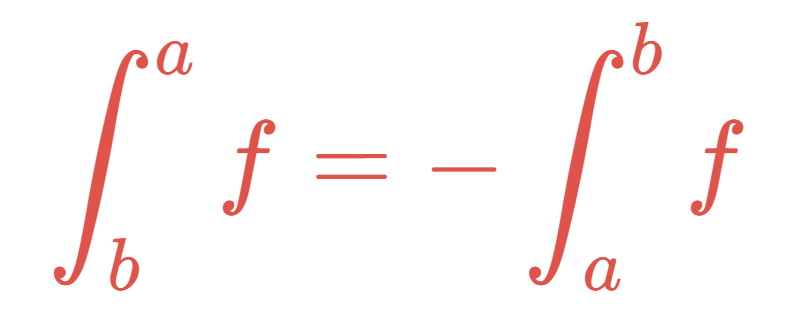 ∫_b^a f = −∫_a^b f